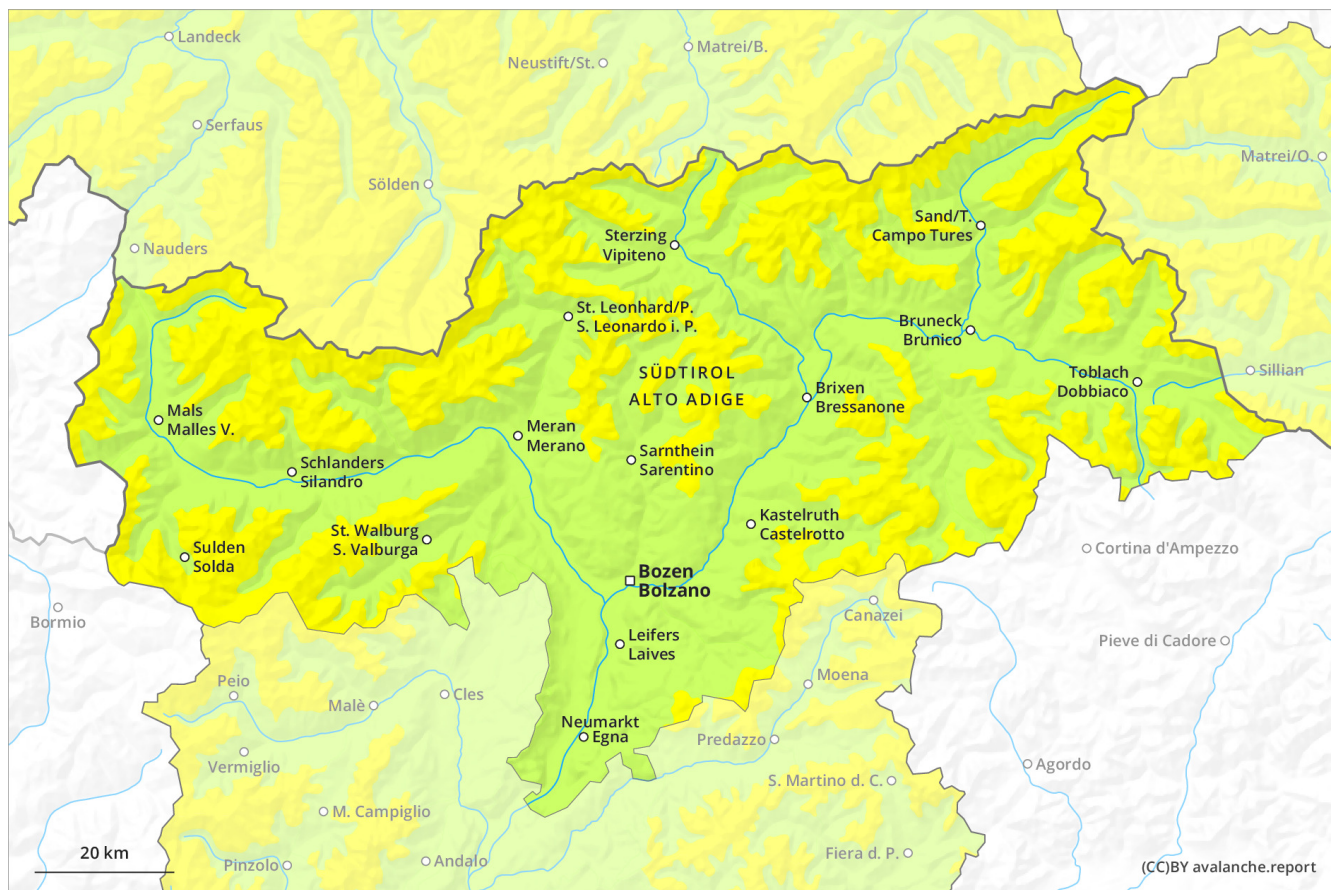 Landeck
Matrei/B.
Neustift/St.
Serfaus
Matrei/O.
Sölden
Sand/T.
Campo Tures
Sterzing
Vipiteno
Nauders
St. Leonhard/P.
S. Leonardo i. P.
Bruneck
Brunico
SÜDTIROL
ALTO ADIGE
Toblach
Dobbiaco
Sillian
Brixen
Bressanone
Mals
Malles V.
Meran
Merano
Sarnthein
Sarentino
Schlanders
Silandro
Kastelruth
Castelrotto
St. Walburg
S. Valburga
Sulden
Solda
Cortina d'Ampezzo
Bozen
Bolzano
Bormio
Canazei
Leifers
Laives
Pieve di Cadore
Peio
Moena
Cles
Malè
Neumarkt
Egna
Predazzo
Vermiglio
Agordo
S. Martino d. C.
M. Campiglio
20 km
Pinzolo
Andalo
Fiera d. P.
(CC)BY avalanche.report